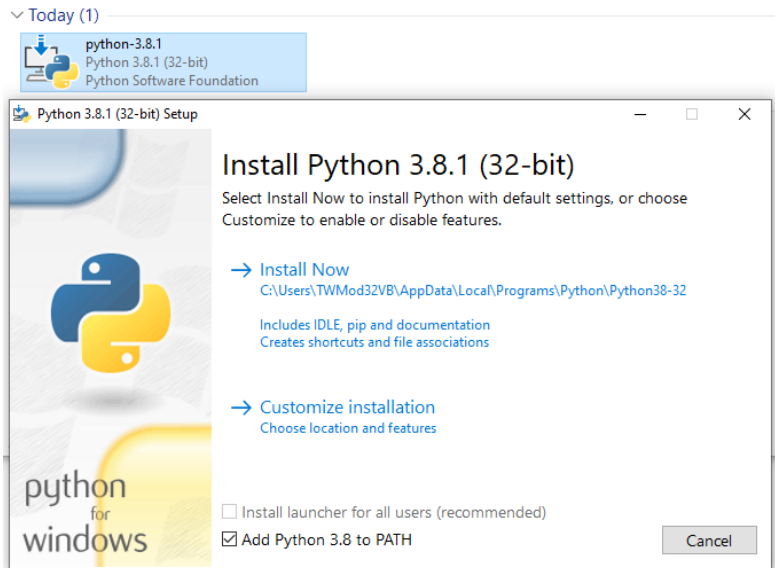 Today (1)
python-3.8.1
Python 3.8.1 (32-bit)
Python Software Foundation
Python 3.8.1 (32-bit) Setup
Install Python 3.8.1 (32-bit)
Select Install Now to install Python with default settings, or choose
Customize to enable or disable features.
Install Now
C:\Users\TWMod32VB\AppData\Local\Programs\Python\Python38-32
Includes IDLE, pip and documentation
Creates shortcuts and file associations
Customize installation
Choose location and features
python
for
windows
Install launcher for all users (recommended)
Add Python 3.8 to PATH
Cancel